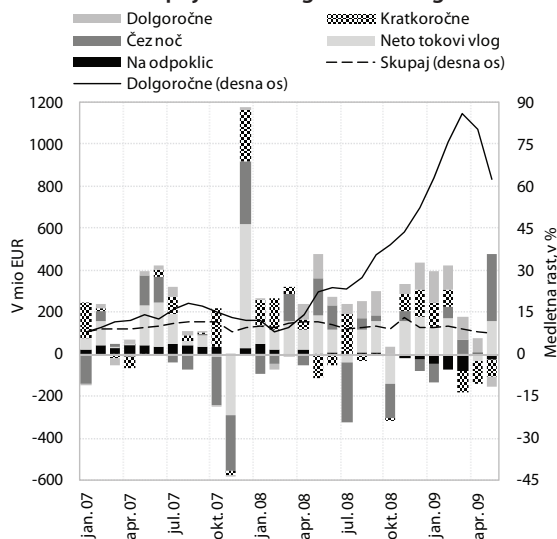 Dolgoročne
Kratkoročne
Čez noč
Neto tokovi vlog
Na odpoklic
Skupaj (desna os)
Dolgoročne (desna os)
V mio EUR
1200
1000
800
600
400
200
0
-200
-400
-600
90
75
60
45
30
15
0
-15
-30
-45
Medletna rast, v %
jan. 07
apr. 07
jul. 07
okt. 07
jan. 08
apr. 08
jul. 08
okt. 08
jan. 09
apr. 09